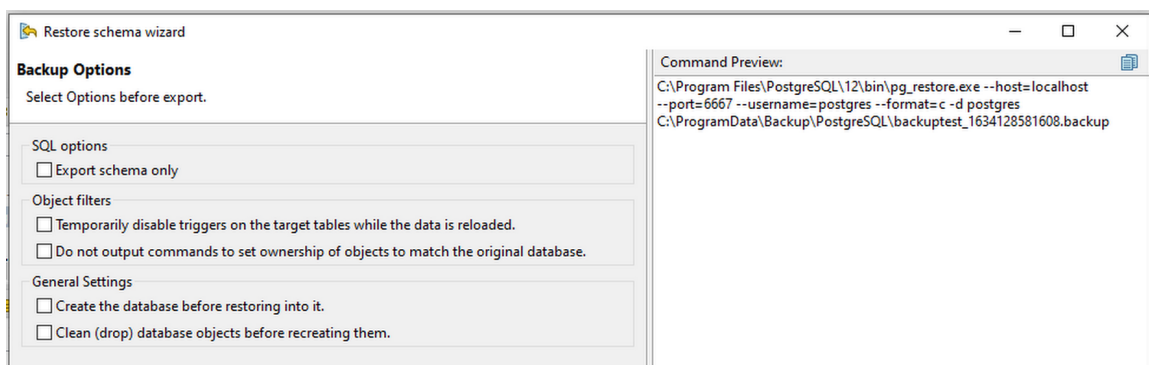 Restore schema wizard
Backup Options
Select Options before export.
SQL options
Export schema only
Object filters
Temporarily disable triggers on the target tables while the data is reloaded.
Do not output commands to set ownership of objects to match the original database.
General Settings
Create the database before restoring into it.
Clean (drop) database objects before recreating them.
Command Preview:
C:\Program Files\PostgreSQL\12\bin\pg_restore.exe --host=localhost
--port=6667 --username=postgres --format=c -d postgres
C:\ProgramData\Backup\PostgreSQL\backuptest_1634128581608.backup